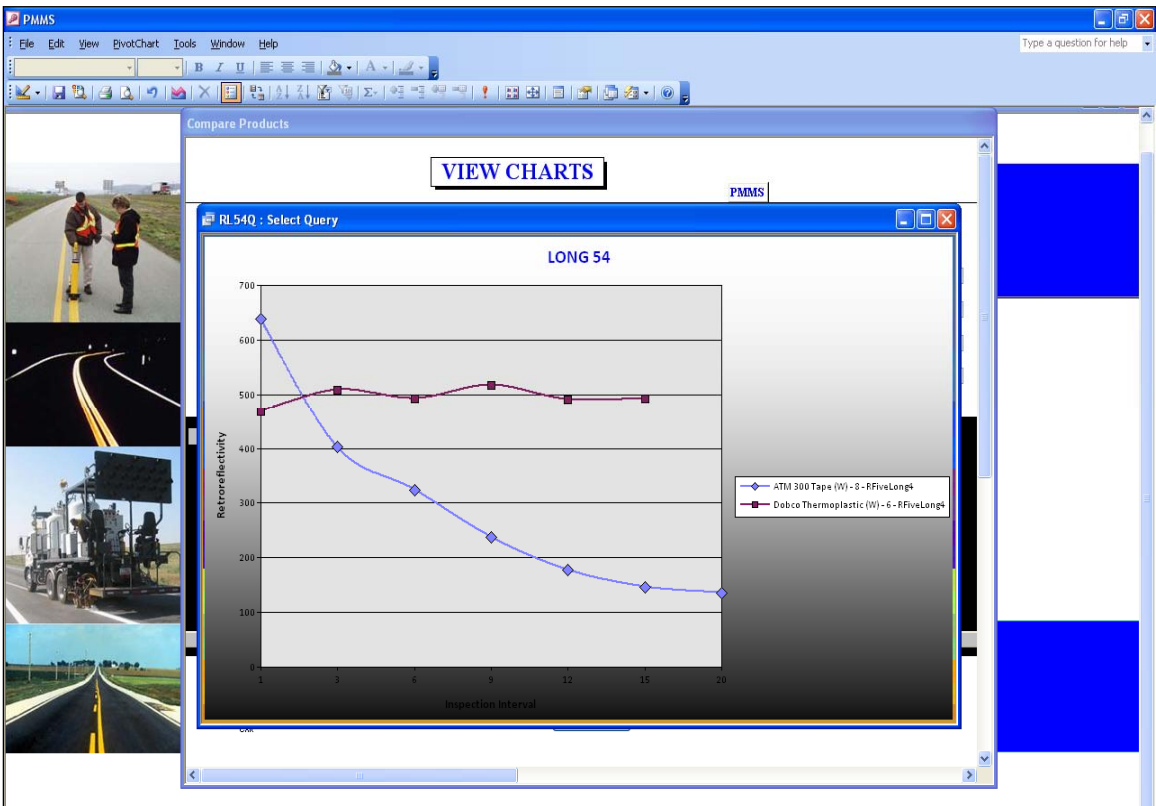 PMMS
File Edit View PivotChart Tools Window Help
Type a question for help
B I U
Compare Products
VIEW CHARTS
PMMS
RL54Q : Select Query
LONG 54
700
600
500
400
300
200
100
0
Retroreflectivity
1 3 6 9 12 15 20
Inspection Interval
ATM 300 Tape (W) - 8 - RFiveLong4
Dobco Thermoplastic (W) - 6 - RFiveLong4